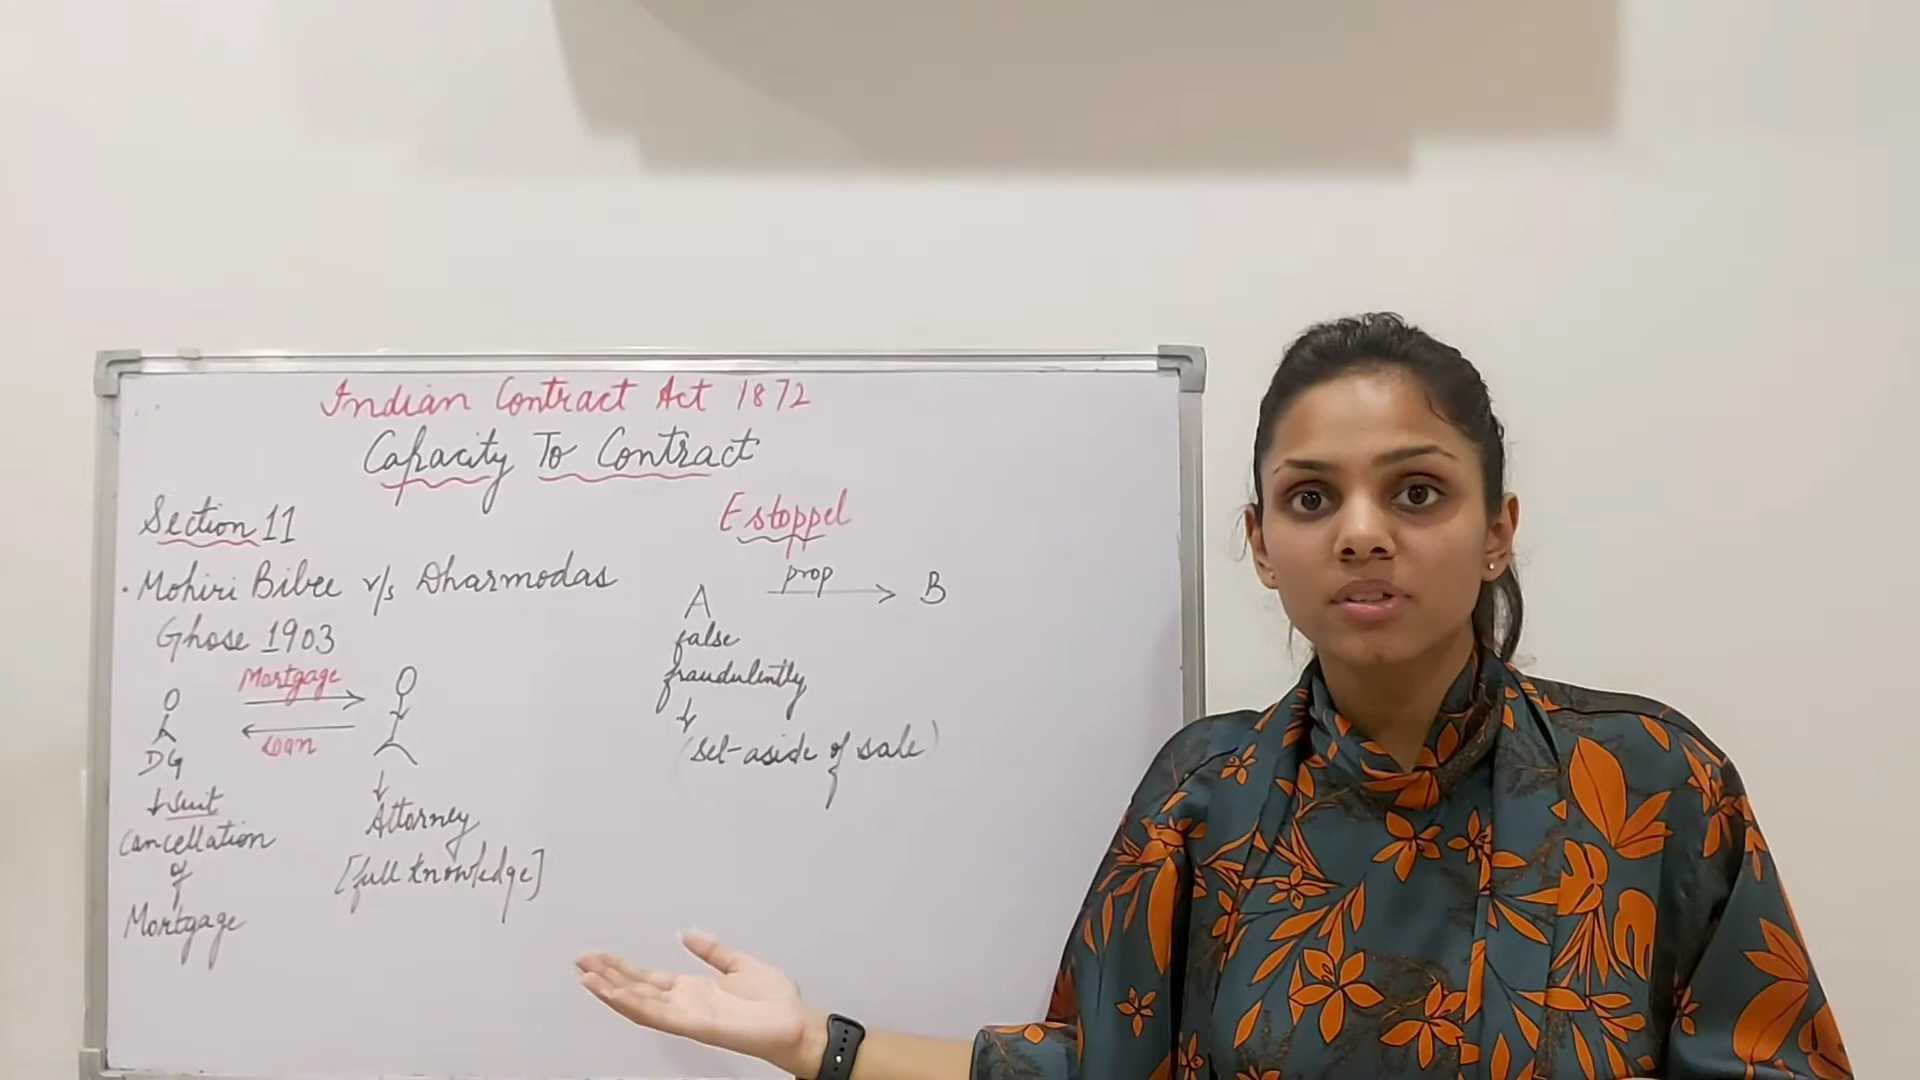 Indian Contract Act 1872
Capacity To Contract
Section 11
. Mohiri Bibee v/s Dharmodas
Ghose 1903
Mortgage
Loan
DG
Suit
Cancellation
of
Mortgage
Attorney
[full knowledge]
Estoppel
A prop B
false
fraudulently
(set-aside of sale)